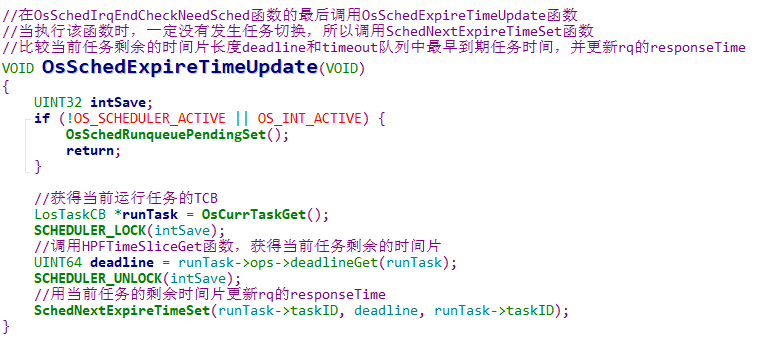 //在OsSchedIrqEndCheckNeedSched函数的最后调用OsSchedExpireTimeUpdate函数
//当执行该函数时，一定没有发生任务切换，所以调用SchedNextExpireTimeSet函数
//比较当前任务剩余的时间片长度deadline和timeout队列中最早到期任务时间，并更新rq的responseTime
VOID OsSchedExpireTimeUpdate(VOID)
{
    UINT32 intSave;
    if (!OS_SCHEDULER_ACTIVE || OS_INT_ACTIVE) {
        OsSchedRunqueuePendingSet();
        return;
    }

    //获得当前运行任务的TCB
    LosTaskCB *runTask = OsCurrTaskGet();
    SCHEDULER_LOCK(intSave);
    //调用HPFTimeSliceGet函数，获得当前任务剩余的时间片
    UINT64 deadline = runTask->ops->deadlineGet(runTask);
    SCHEDULER_UNLOCK(intSave);
    //用当前任务的剩余时间片更新rq的responseTime
    SchedNextExpireTimeSet(runTask->taskID, deadline, runTask->taskID);
}